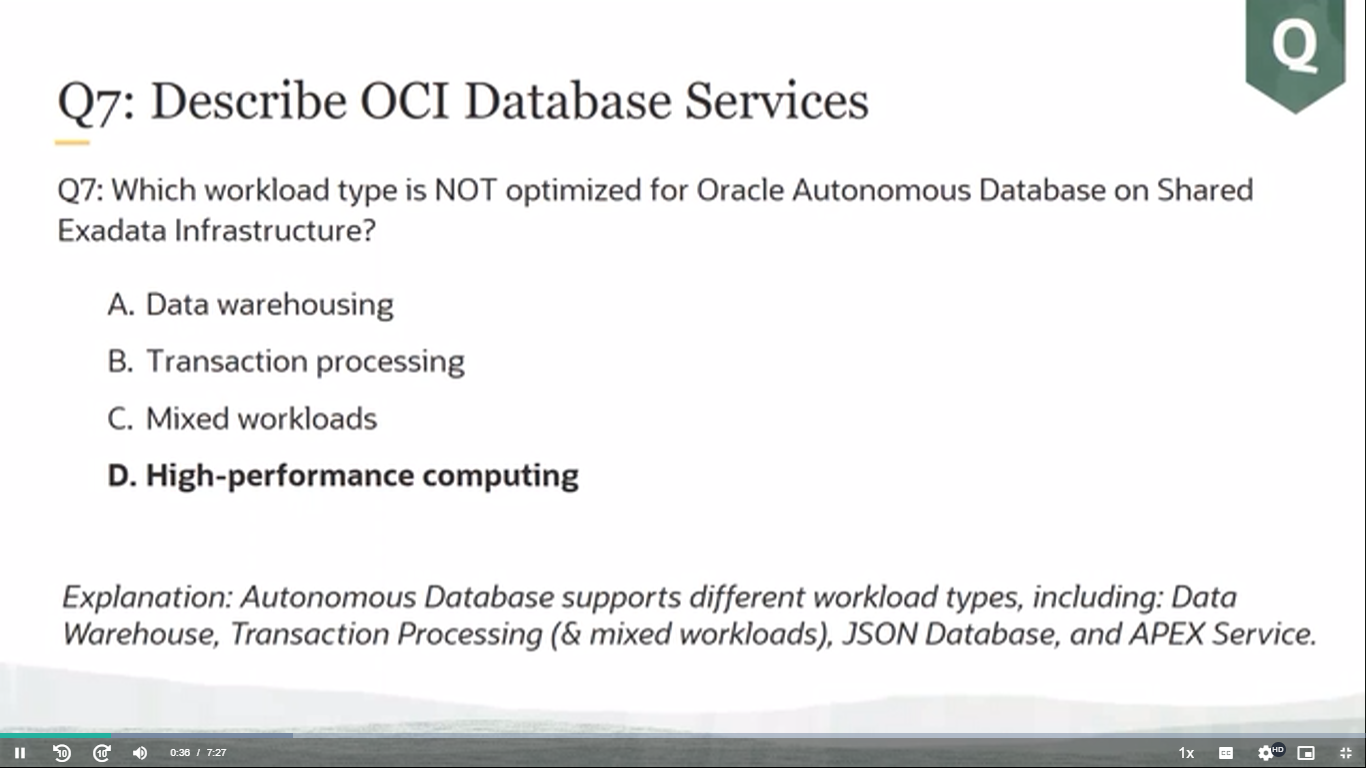 Q
Q7: Describe OCI Database Services
Q7: Which workload type is NOT optimized for Oracle Autonomous Database on Shared
Exadata Infrastructure?
A. Data warehousing
B. Transaction processing
C. Mixed workloads
D. High-performance computing
Explanation: Autonomous Database supports different workload types, including: Data
Warehouse, Transaction Processing (& mixed workloads), JSON Database, and APEX Service.
10 10 0:36 / 7:27 1x CC HD